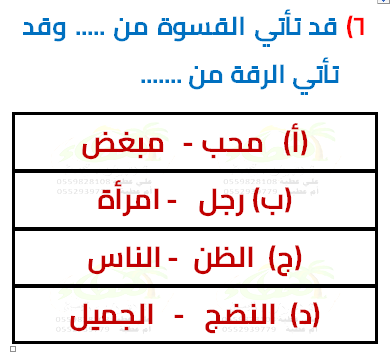 ٦) قد تأتي القسوة من ..... وقد
تأتي الرقة من .......
(أ) محب - مبغض
(ب) رجل - امرأة
(ج) الظن - الناس
(د) النضج - الجميل